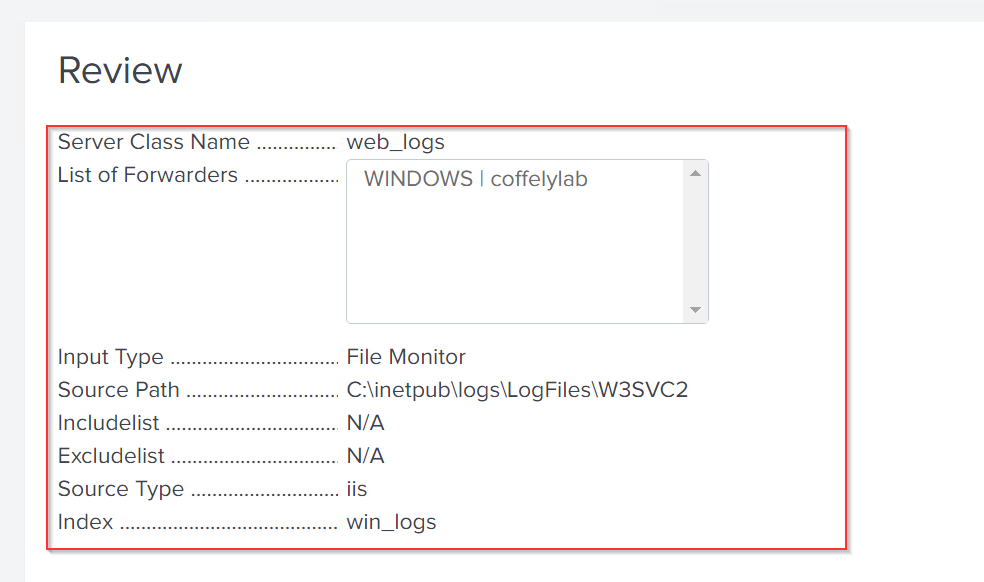 Review
Server Class Name .............. web_logs
List of Forwarders .................. WINDOWS | coffelylab
Input Type ................................ File Monitor
Source Path ............................. C:\inetpub\logs\LogFiles\W3SVC2
Includelist ................................. N/A
Excludelist ................................ N/A
Source Type ............................ iis
Index ......................................... win_logs